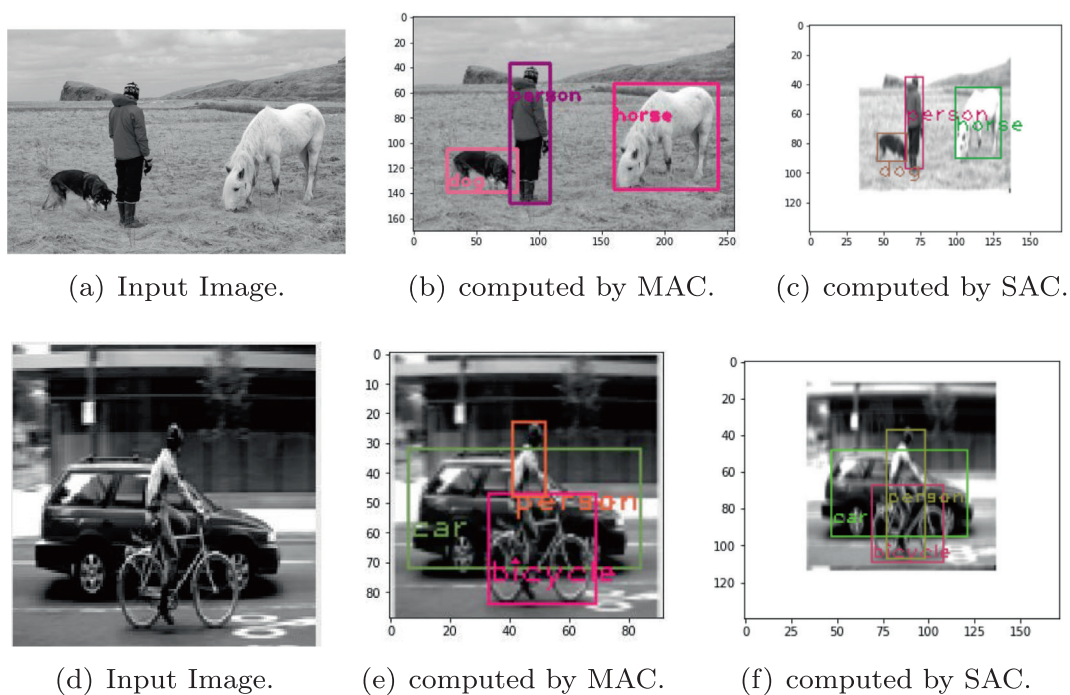 0
20
40
60
80
100
120
140
160
0 50 100 150 200 250
person
horse
dog
0
20
40
60
80
100
120
0 25 50 75 100 125 150
person
horse
dog
(a) Input Image.
(b) computed by MAC.
(c) computed by SAC.
0
10
20
30
40
50
60
70
80
0 20 40 60 80
person
car
bicycle
0
20
40
60
80
100
120
0 25 50 75 100 125 150
person
car
bicycle
(d) Input Image.
(e) computed by MAC.
(f) computed by SAC.